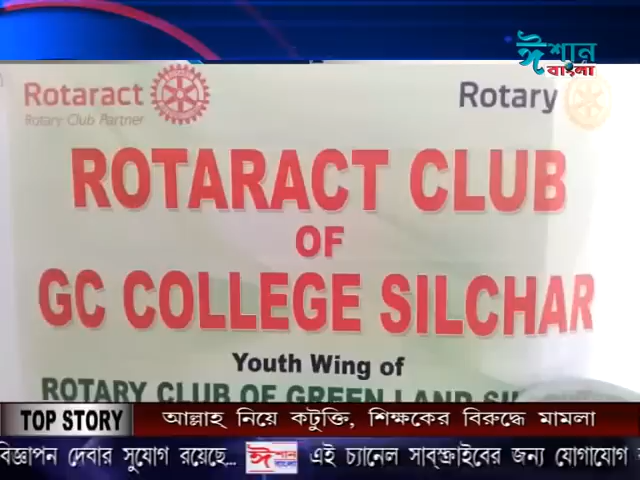 ঈশান
বাংলা
Rotaract
Rotary Club Partner
Rotary
ROTARACT CLUB
OF
GC COLLEGE SILCHAR
Youth Wing of
ROTARY CLUB OF GREEN LAND
TOP STORY আল্লাহ নিয়ে কটুক্তি, শিক্ষকের বিরুদ্ধে মামলা
বিজ্ঞাপন দেবার সুযোগ রয়েছে... ঈশান বাংলা এই চ্যানেল সাব্স্ক্রাইবের জন্য যোগাযোগ